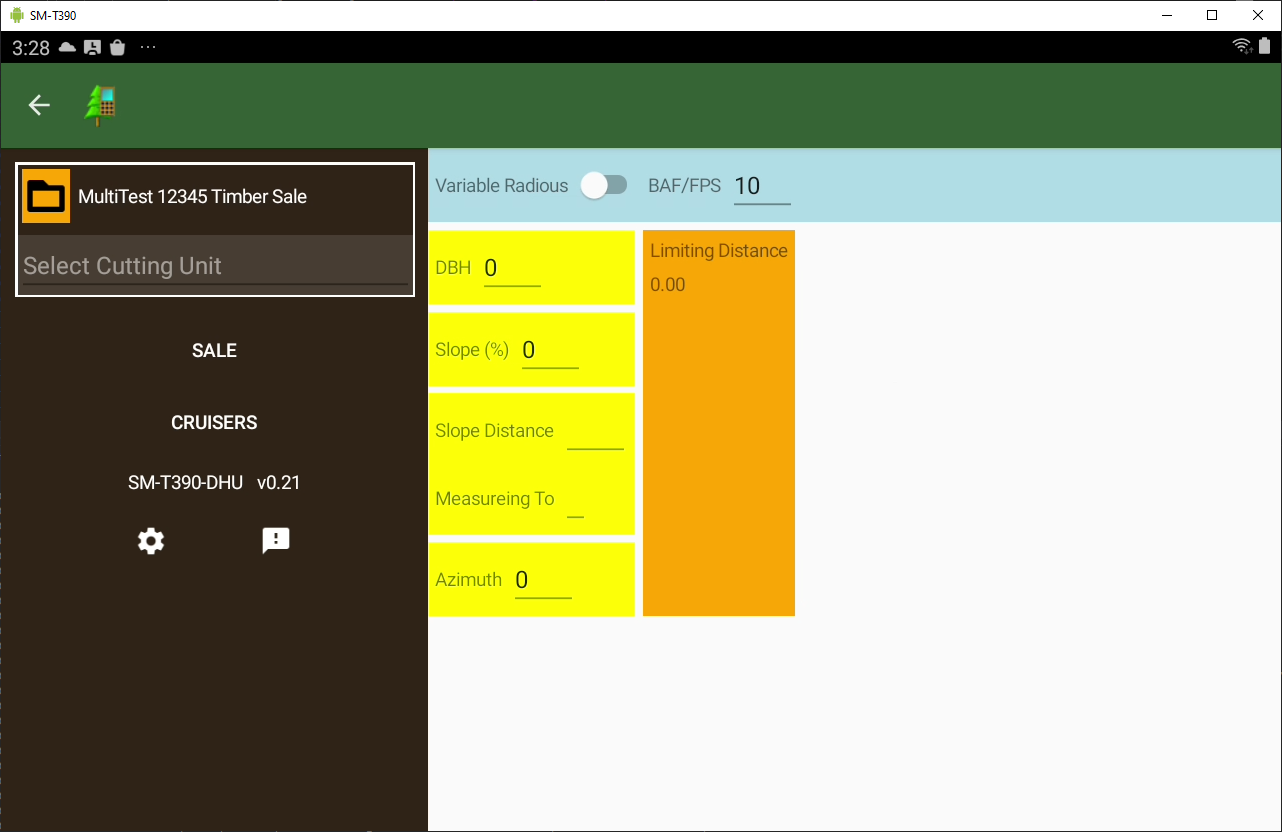 SM-T390
3:28
MultiTest 12345 Timber Sale
Select Cutting Unit
SALE
CRUISERS
SM-T390-DHU v0.21
Variable Radious BAF/FPS 10
DBH 0
Slope (%) 0
Slope Distance
Measureing To
Azimuth 0
Limiting Distance
0.00